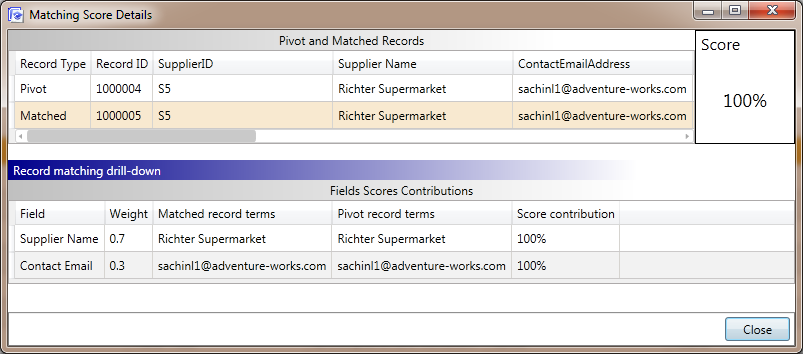 Matching Score Details
Pivot and Matched Records
Record Type Record ID SupplierID Supplier Name ContactEmailAddress
Pivot 1000004 S5 Richter Supermarket sachinl1@adventure-works.com
Matched 1000005 S5 Richter Supermarket sachinl1@adventure-works.com
Score
100%
Record matching drill-down
Fields Scores Contributions
Field Weight Matched record terms Pivot record terms Score contribution
Supplier Name 0.7 Richter Supermarket Richter Supermarket 100%
Contact Email 0.3 sachinl1@adventure-works.com sachinl1@adventure-works.com 100%
Close